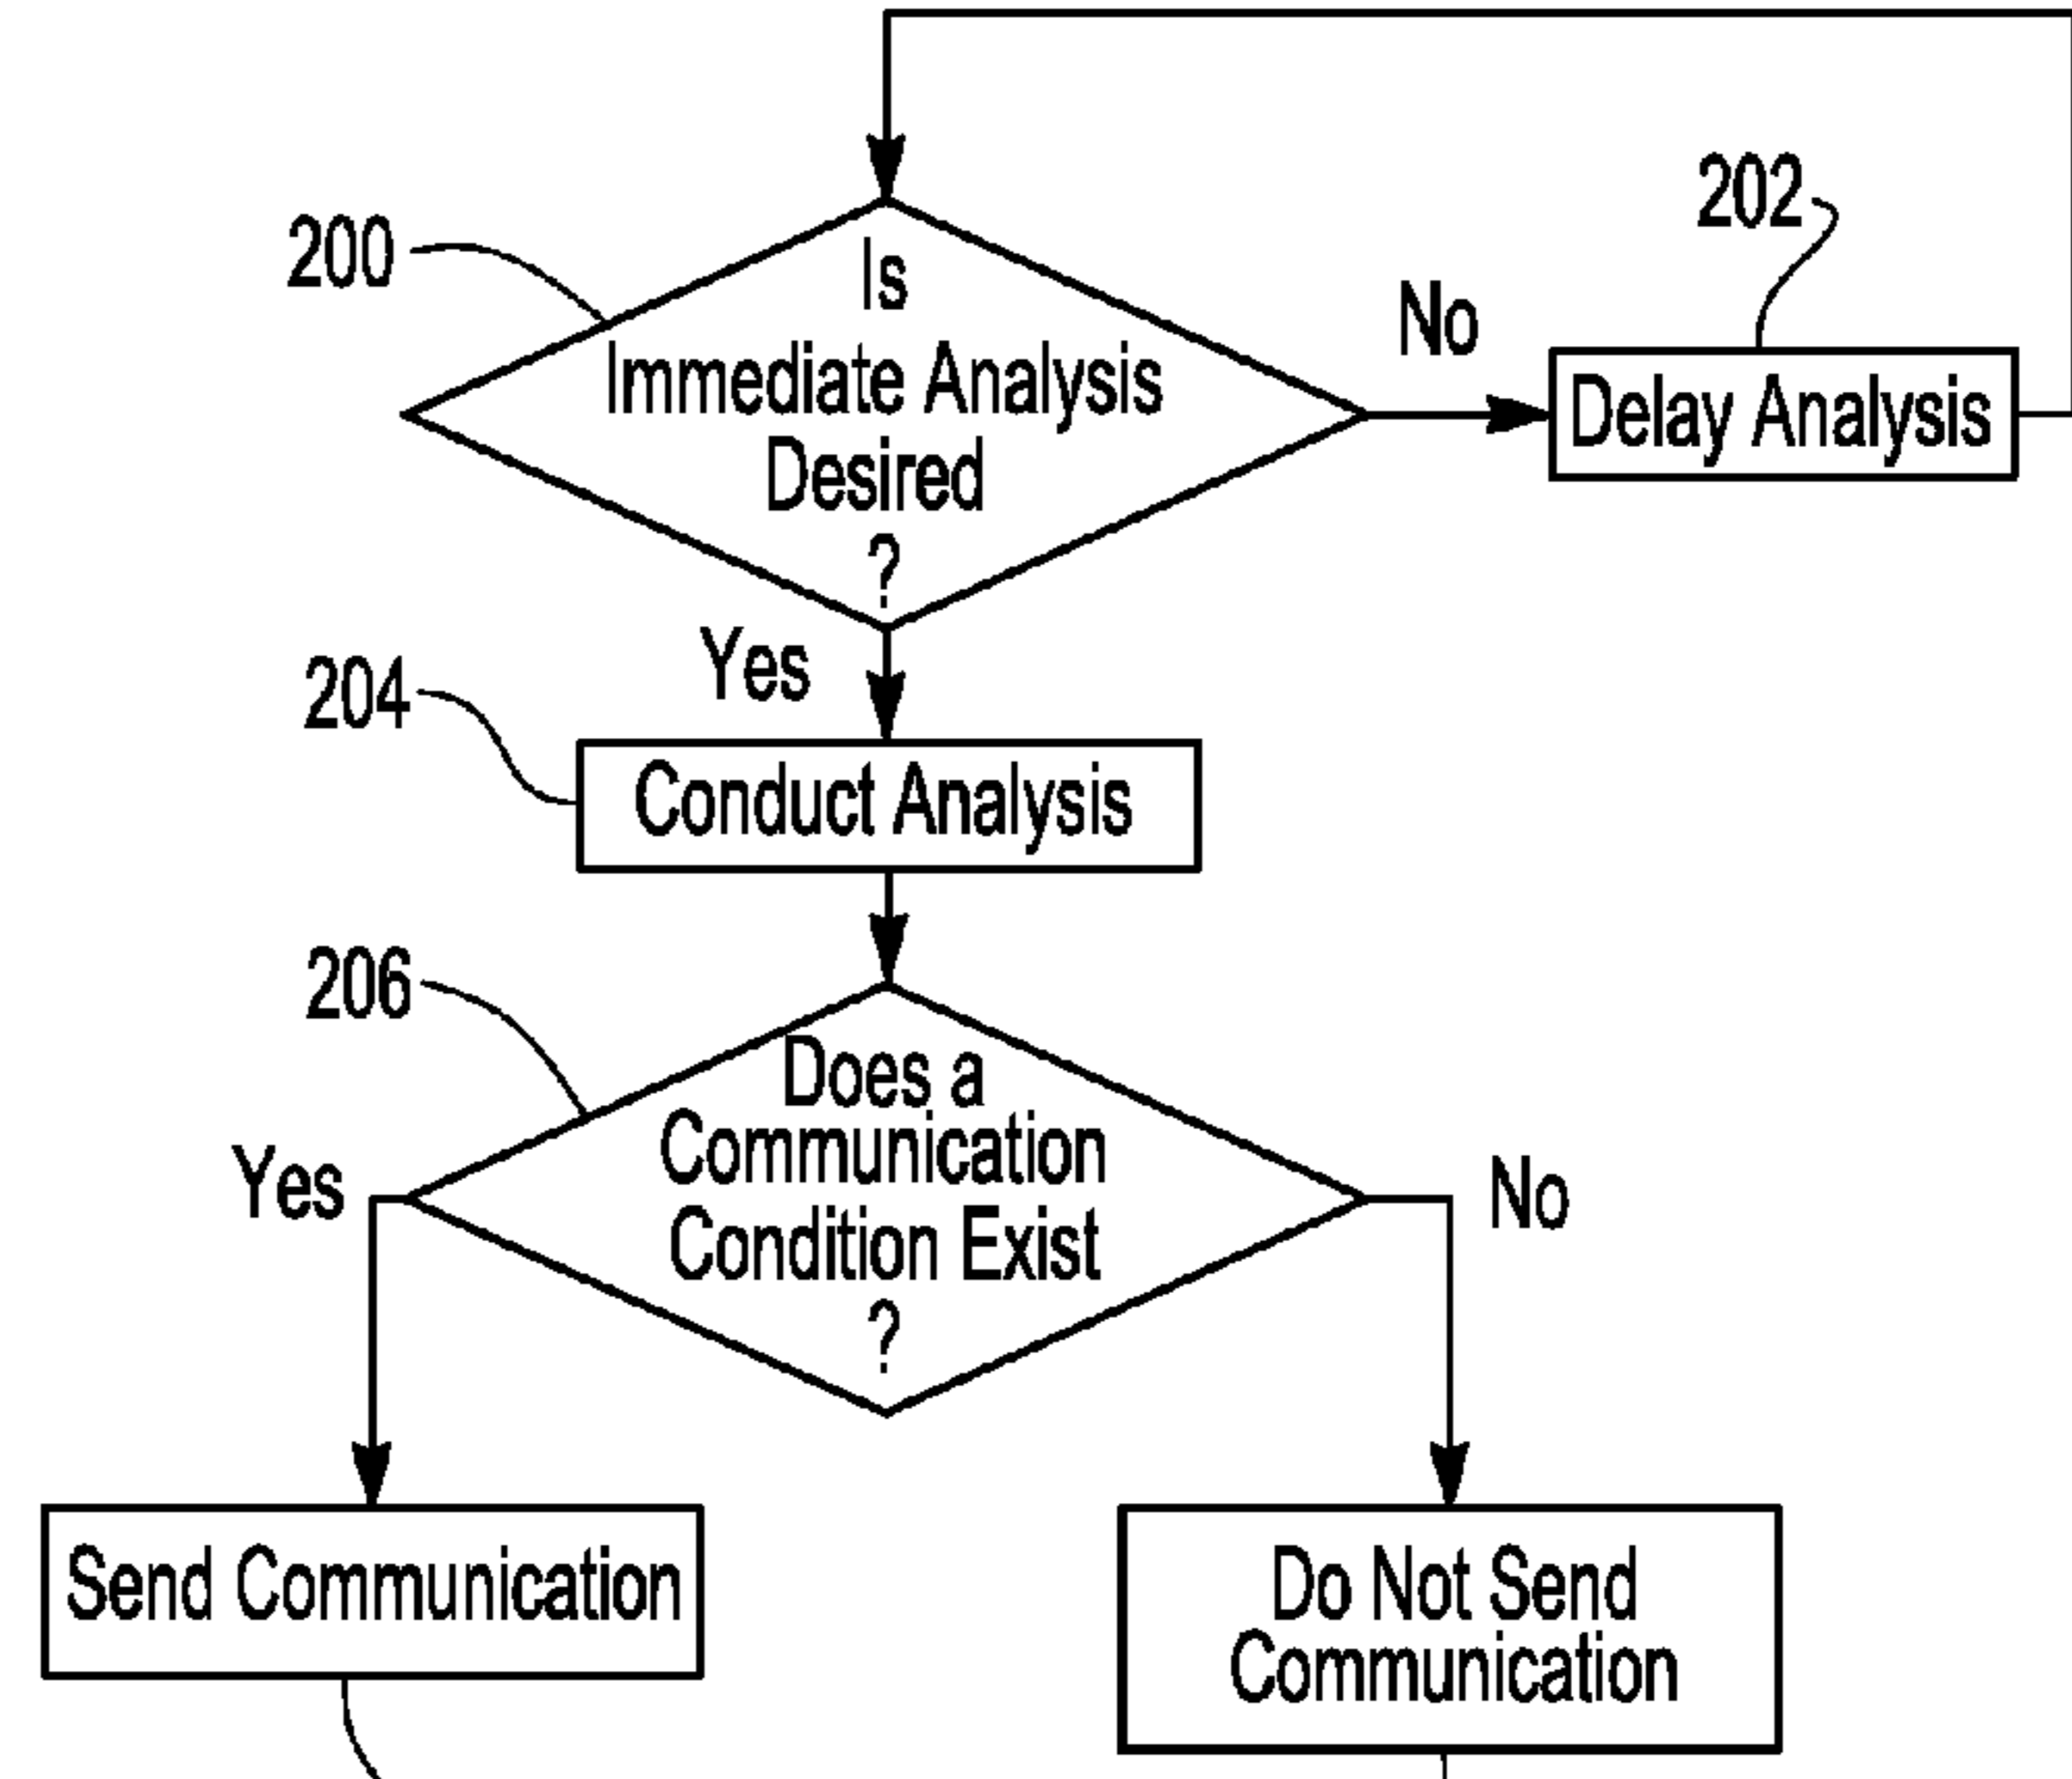 200
Is
Immediate Analysis
Desired
?
No
202
Delay Analysis
Yes
204
Conduct Analysis
206
Does a
Communication
Condition Exist
?
Yes
No
Send Communication
Do Not Send
Communication